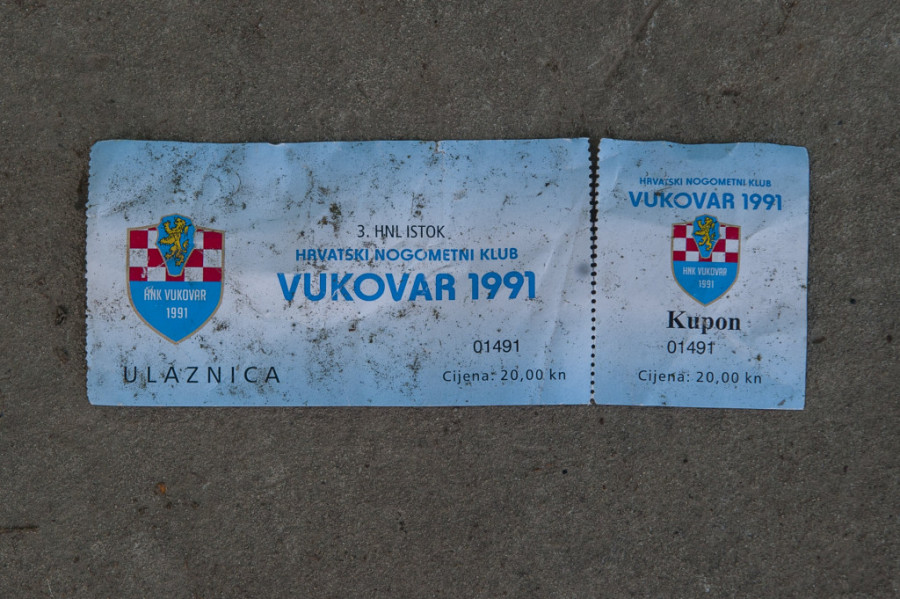 3. HNL ISTOK
HRVATSKI NOGOMETNI KLUB
VUKOVAR 1991
HNK VUKOVAR
1991
01491
ULAZNICA
Cijena: 20,00 kn
HRVATSKI NOGOMETNI KLUB
VUKOVAR 1991
HNK VUKOVAR
1991
Kupon
01491
Cijena: 20,00 kn